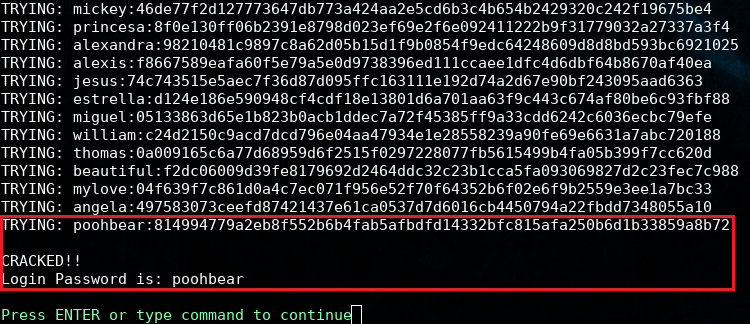 TRYING: mickey:46de77f2d127773647db773a424aa2e5cd6b3c4b654b2429320c242f19675be4
TRYING: princesa:8f0e130ff06b2391e8798d023ef69e2f6e092411222b9f31779032a27337a3f4
TRYING: alexandra:98210481c9897c8a62d05b15d1f9b0854f9edc64248609d8d8bd593bc6921025
TRYING: alexis:f8667589eafa60f5e79a5e0d9738396ed111ccaee1dfc4d6dbf64b8670af40ea
TRYING: jesus:74c743515e5aec7f36d87d095ffc163111e192d74a2d67e90bf243095aad6363
TRYING: estrella:d124e186e590948cf4cdf18e13801d6a701aa63f9c443c674af80be6c93fbf88
TRYING: miguel:05133863d65e1b823b0acb1ddec7a72f45385ff9a33cdd6242c6036ecbc79efe
TRYING: william:c24d2150c9acd7dcd796e04aa47934e1e28558239a90fe69e6631a7abc720188
TRYING: thomas:0a009165c6a77d68959d6f2515f0297228077fb5615499b4fa05b399f7cc620d
TRYING: beautiful:f2dc06009d39fe8179692d2464ddc32c23b1cca5fa093069827d2c23fec7c988
TRYING: mylove:04f639f7c861d0a4c7ec071f956e52f70f64352b6f02e6f9b2559e3ee1a7bc33
TRYING: angela:497583073ceefd87421437e61ca0537d7d6016cb4450794a22fbdd7348055a10
TRYING: poohbear:814994779a2eb8f552b6b4fab5afbdfd14332bfc815afa250b6d1b33859a8b72
CRACKED!!
Login Password is: poohbear
Press ENTER or type command to continue